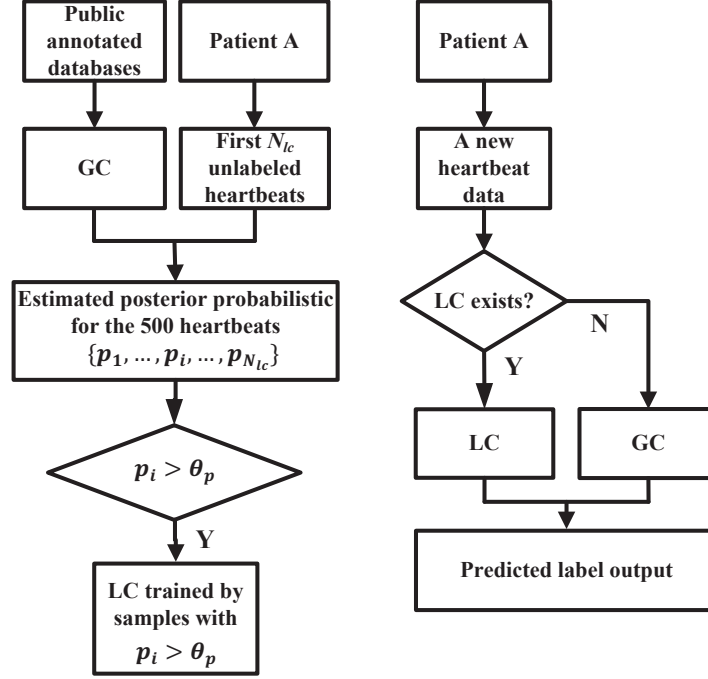 Public
annotated
databases
Patient A
GC
First N_lc
unlabeled
heartbeats
Estimated posterior probabilistic
for the 500 heartbeats
{p_1, … , p_i, … , p_{N_lc}}
p_i > θ_p
Y
LC trained by
samples with
p_i > θ_p
Patient A
A new
heartbeat
data
LC exists?
N
Y
LC
GC
Predicted label output